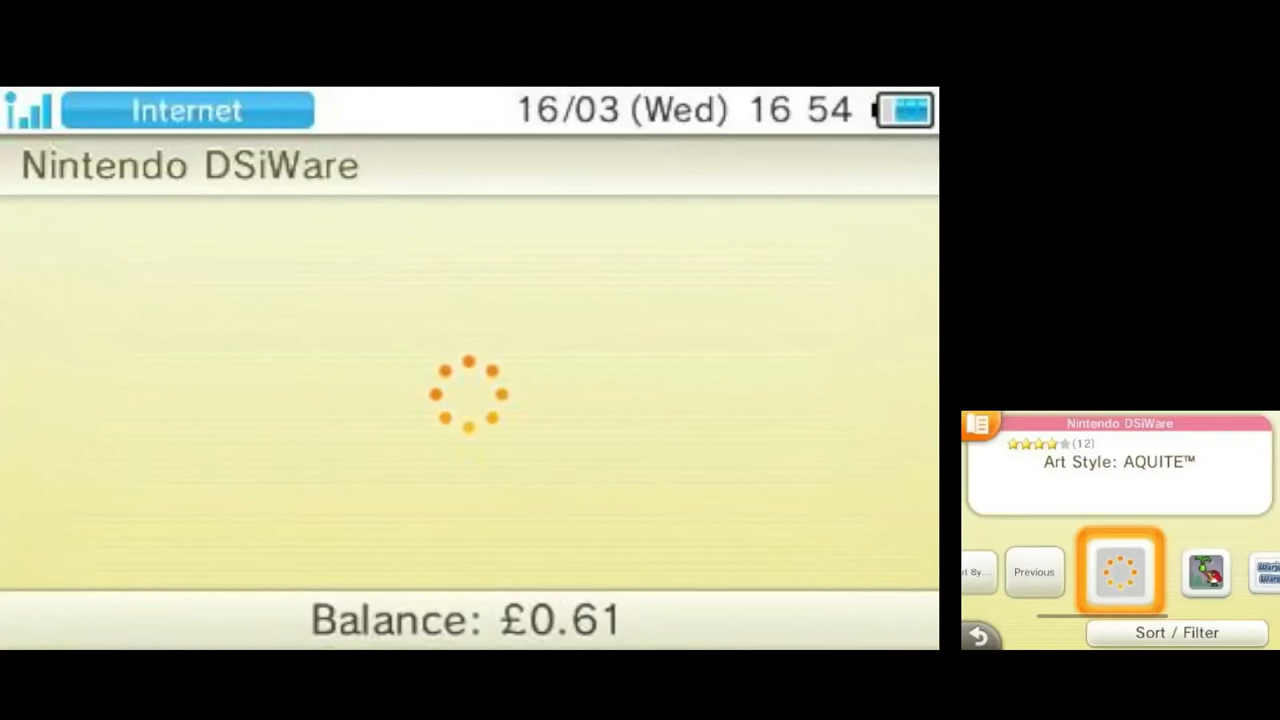 Internet
16/03 (Wed) 16 54
Nintendo DSiWare
Balance: £0.61
Nintendo DSiWare
(12)
Art Style: AQUITE™
t By...
Previous
Sort / Filter